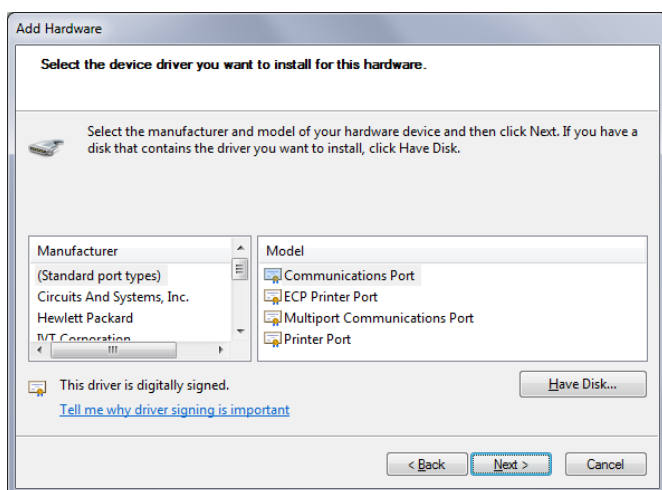 Add Hardware
Select the device driver you want to install for this hardware.
Select the manufacturer and model of your hardware device and then click Next. If you have a
disk that contains the driver you want to install, click Have Disk.
Manufacturer
(Standard port types)
Circuits And Systems, Inc.
Hewlett Packard
IVT Corporation
Model
Communications Port
ECP Printer Port
Multiport Communications Port
Printer Port
This driver is digitally signed.
Tell me why driver signing is important
Have Disk...
< Back
Next >
Cancel